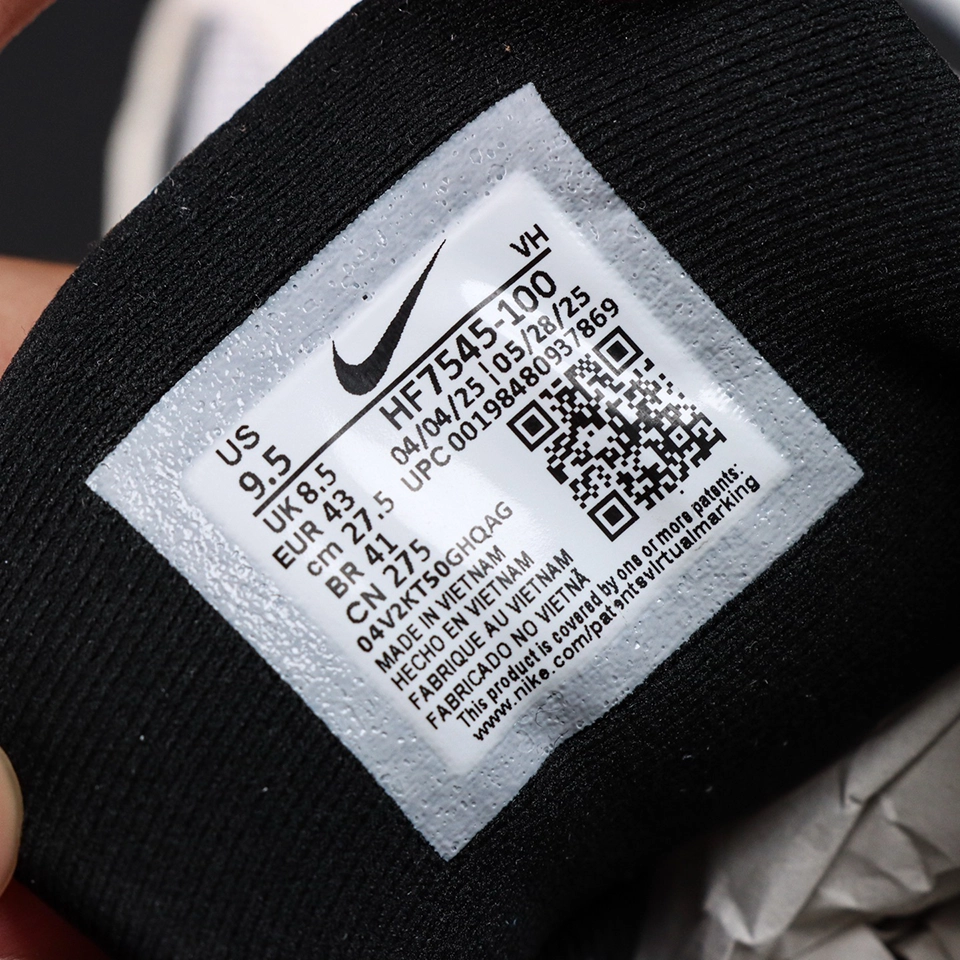 VH
US
9.5
HF7545-100
04/04/25 | 05/28/25
UPC 00198480937869
UK 8.5
EUR 43
cm 27.5
BR 41
CN 275
04V2KT50GHQAG
MADE IN VIETNAM
HECHO EN VIETNAM
FABRIQUE AU VIETNAM
FABRICADO NO VIETNÃ
This product is covered by one or more patents:
www.nike.com/patentsvirtualmarking